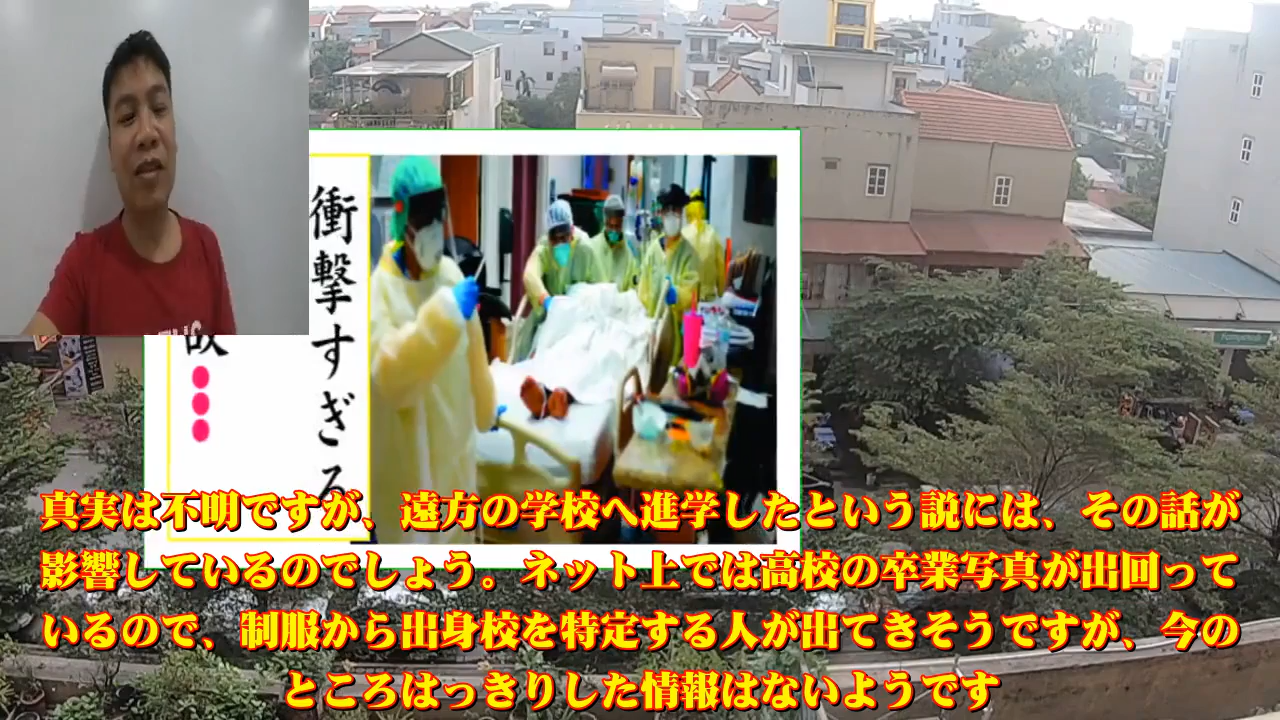 衝撃すぎる
故
真実は不明ですが、遠方の学校へ進学したという説には、その話が
影響しているのでしょう。ネット上では高校の卒業写真が出回って
いるので、制服から出身校を特定する人が出てきそうですが、今の
ところはっきりした情報はないようです